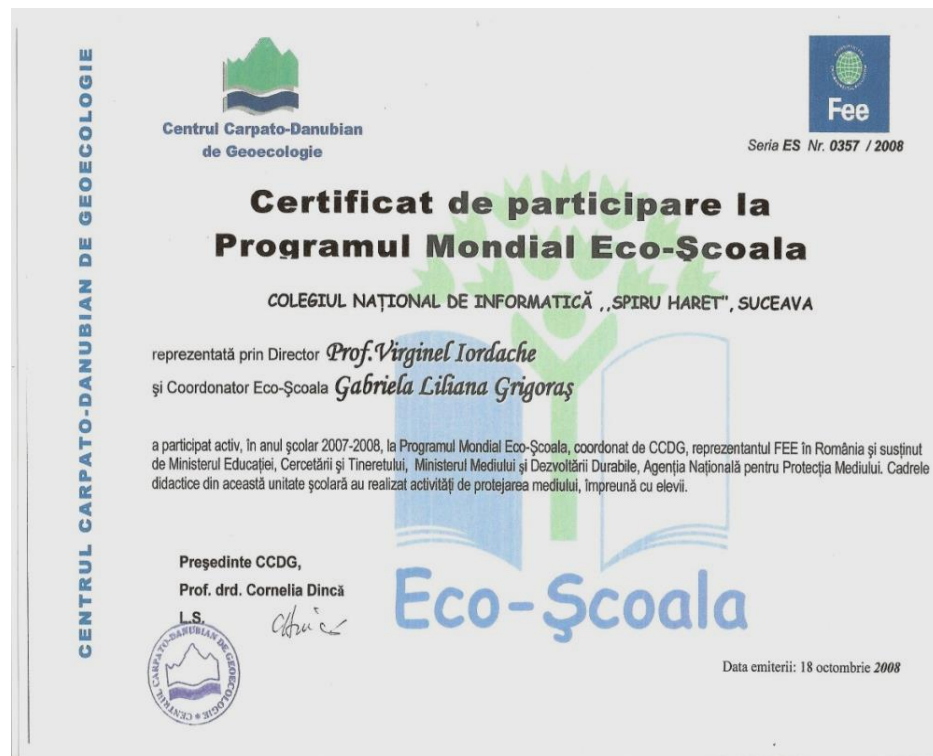 CENTRUL CARPATO-DANUBIAN DE GEOECOLOGIE
Centrul Carpato-Danubian
de Geoecologie
Fee
Seria ES Nr. 0357 / 2008
Certificat de participare la
Programul Mondial Eco-Şcoala
COLEGIUL NAŢIONAL DE INFORMATICĂ ,,SPIRU HARET", SUCEAVA
reprezentată prin Director Prof.Virginel Iordache
şi Coordonator Eco-Şcoala Gabriela Liliana Grigoraş
a participat activ, în anul şcolar 2007-2008, la Programul Mondial Eco-Şcoala, coordonat de CCDG, reprezentantul FEE în România şi susţinut
de Ministerul Educaţiei, Cercetării şi Tineretului, Ministerul Mediului şi Dezvoltării Durabile, Agenţia Naţională pentru Protecţia Mediului. Cadrele
didactice din această unitate şcolară au realizat activităţi de protejarea mediului, împreună cu elevii.
Preşedinte CCDG,
Prof. drd. Cornelia Dincă
L.S.
CENTRUL CARPATO-DANUBIAN DE GEOECOLOGIE
Eco-Şcoala
Data emiterii: 18 octombrie 2008